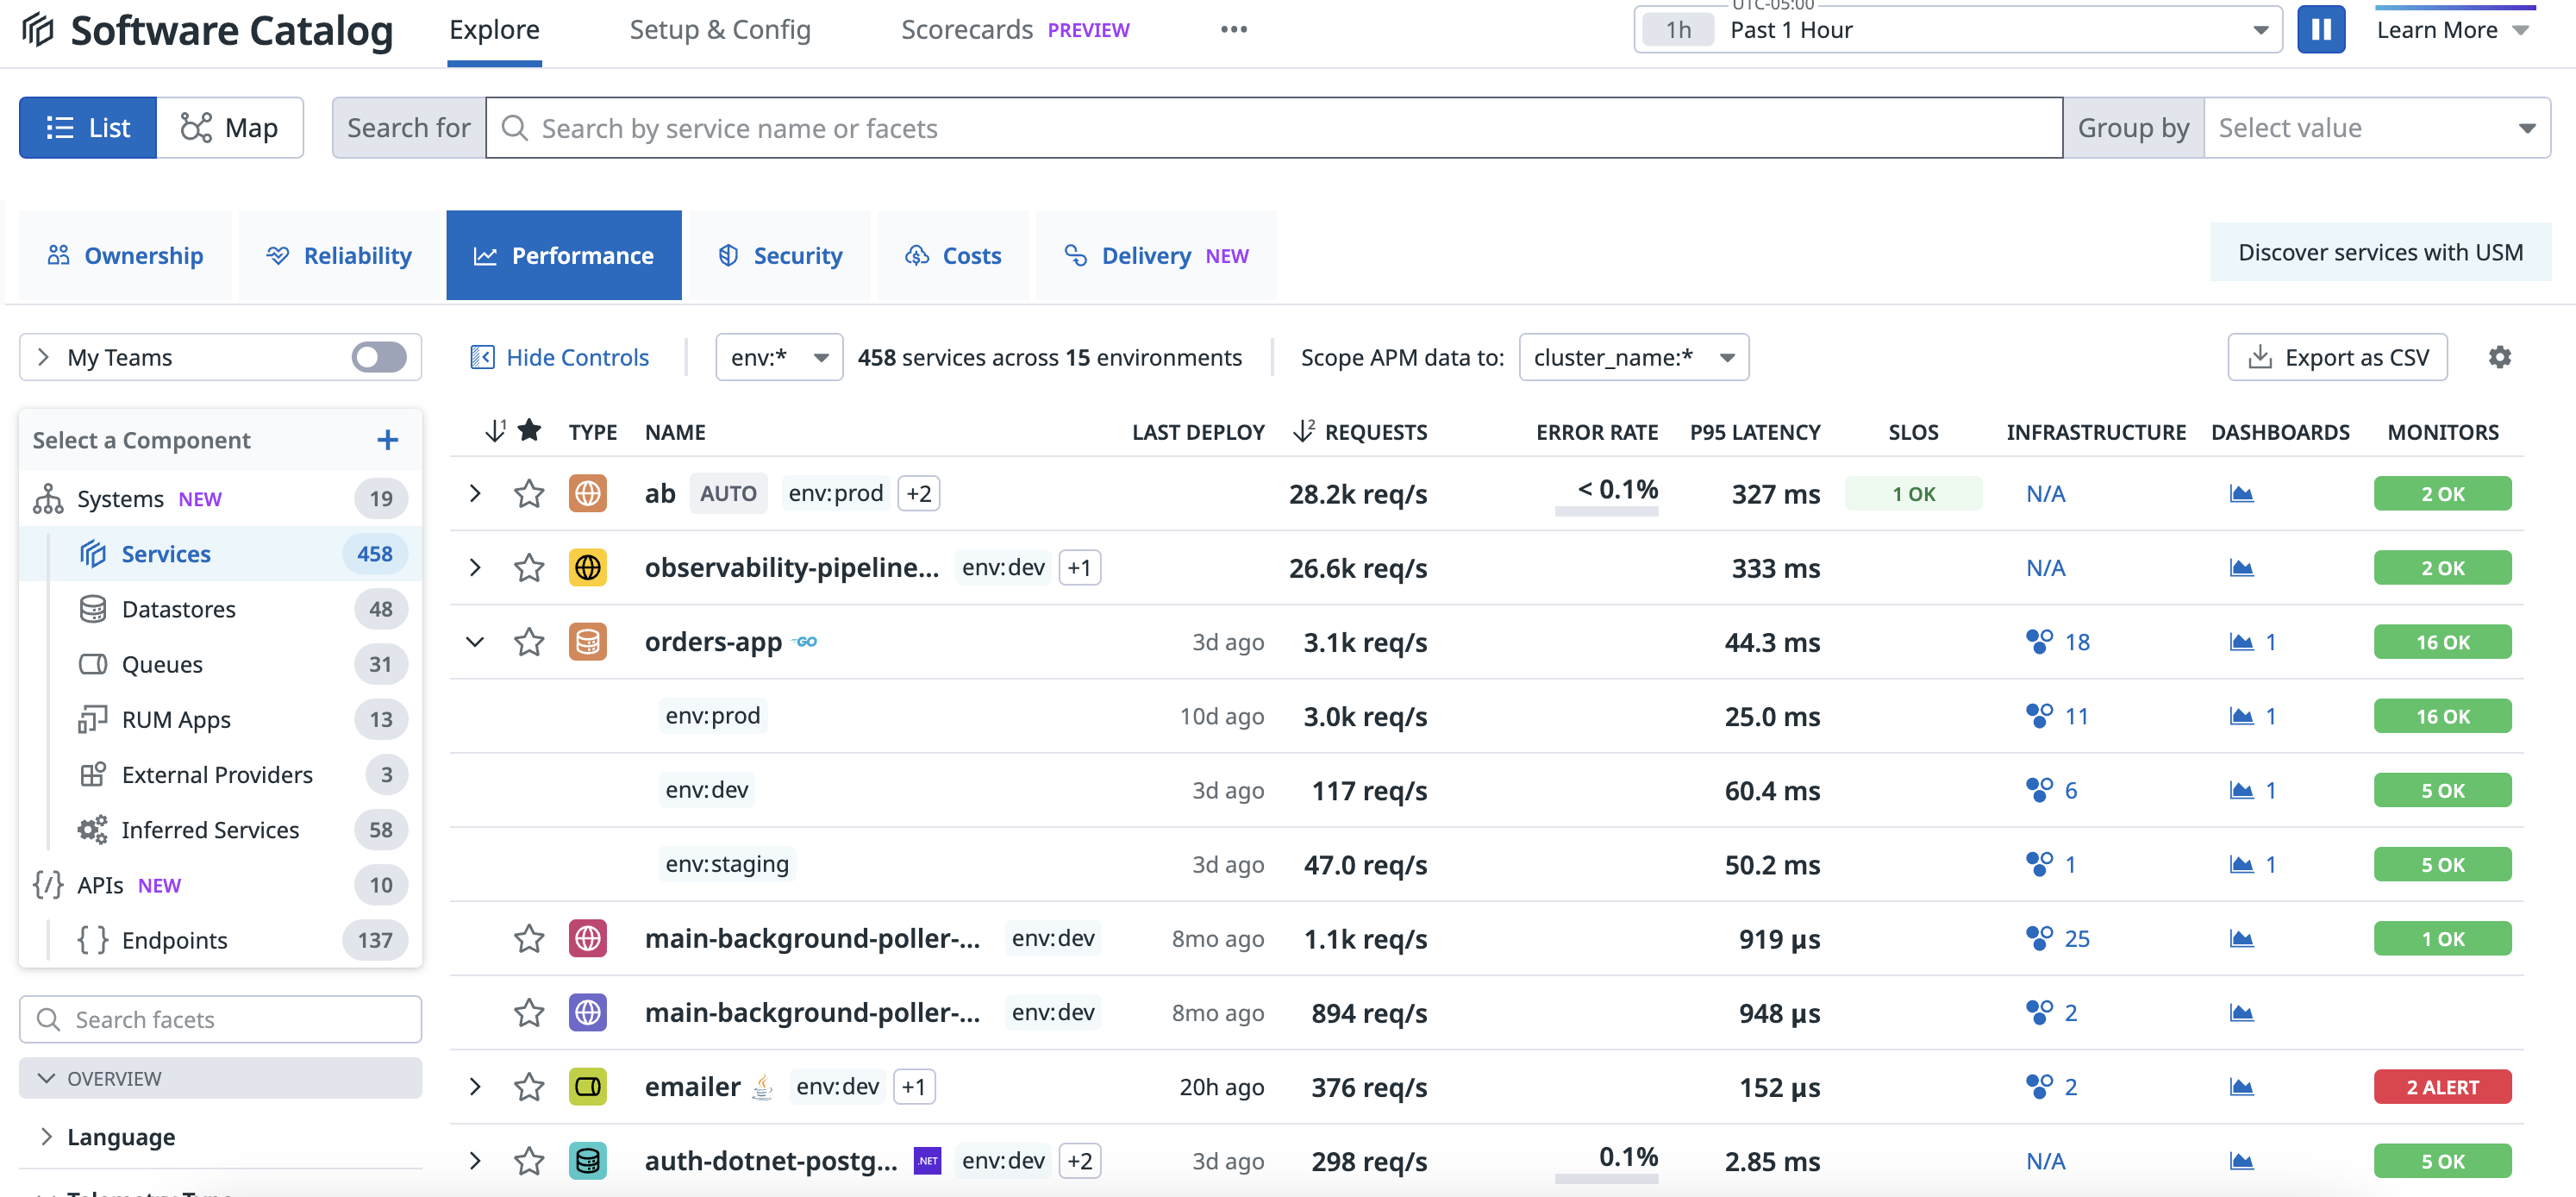 UTC-05:00
Software Catalog Explore Setup & Config Scorecards PREVIEW ••• 1h Past 1 Hour Learn More
List Map Search for Search by service name or facets Group by Select value
Ownership Reliability Performance Security Costs Delivery NEW Discover services with USM
My Teams
Hide Controls env:* 458 services across 15 environments Scope APM data to: cluster_name:* Export as CSV
Select a Component +
Systems NEW 19
Services 458
Datastores 48
Queues 31
RUM Apps 13
External Providers 3
Inferred Services 58
APIs NEW 10
Endpoints 137
Search facets
OVERVIEW
Language
Telemetry Type
1 TYPE NAME LAST DEPLOY 2 REQUESTS ERROR RATE P95 LATENCY SLOS INFRASTRUCTURE DASHBOARDS MONITORS
ab AUTO env:prod +2 28.2k req/s < 0.1% 327 ms 1 OK N/A 2 OK
observability-pipeline... env:dev +1 26.6k req/s 333 ms N/A 2 OK
orders-app GO 3d ago 3.1k req/s 44.3 ms 18 1 16 OK
env:prod 10d ago 3.0k req/s 25.0 ms 11 1 16 OK
env:dev 3d ago 117 req/s 60.4 ms 6 1 5 OK
env:staging 3d ago 47.0 req/s 50.2 ms 1 1 5 OK
main-background-poller-... env:dev 8mo ago 1.1k req/s 919 µs 25 1 OK
main-background-poller-... env:dev 8mo ago 894 req/s 948 µs 2
emailer env:dev +1 20h ago 376 req/s 152 µs 2 2 ALERT
auth-dotnet-postg... .NET env:dev +2 3d ago 298 req/s 0.1% 2.85 ms N/A 5 OK